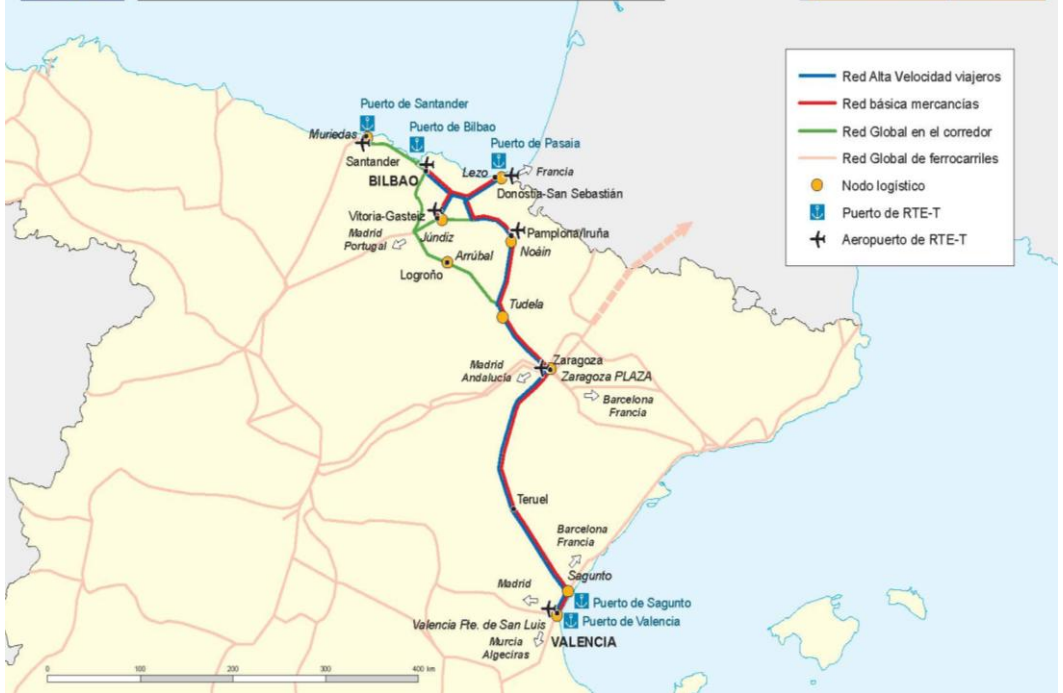 Red Alta Velocidad viajeros
Red básica mercancías
Red Global en el corredor
Red Global de ferrocarriles
Nodo logístico
Puerto de RTE-T
Aeropuerto de RTE-T
Puerto de Santander
Puerto de Bilbao
Muriedas
Puerto de Pasaia
Santander
Lezo
Francia
BILBAO
Donostia-San Sebastián
Vitoria-Gasteiz
Madrid
Portugal
Júndiz
Pamplona/Iruña
Noáin
Arrúbal
Logroño
Tudela
Zaragoza
Madrid
Andalucía
Zaragoza PLAZA
Barcelona
Francia
Teruel
Barcelona
Francia
Sagunto
Madrid
Puerto de Sagunto
Valencia Fte. de San Luis
Puerto de Valencia
VALENCIA
Murcia
Algeciras
0 100 200 300 400 km